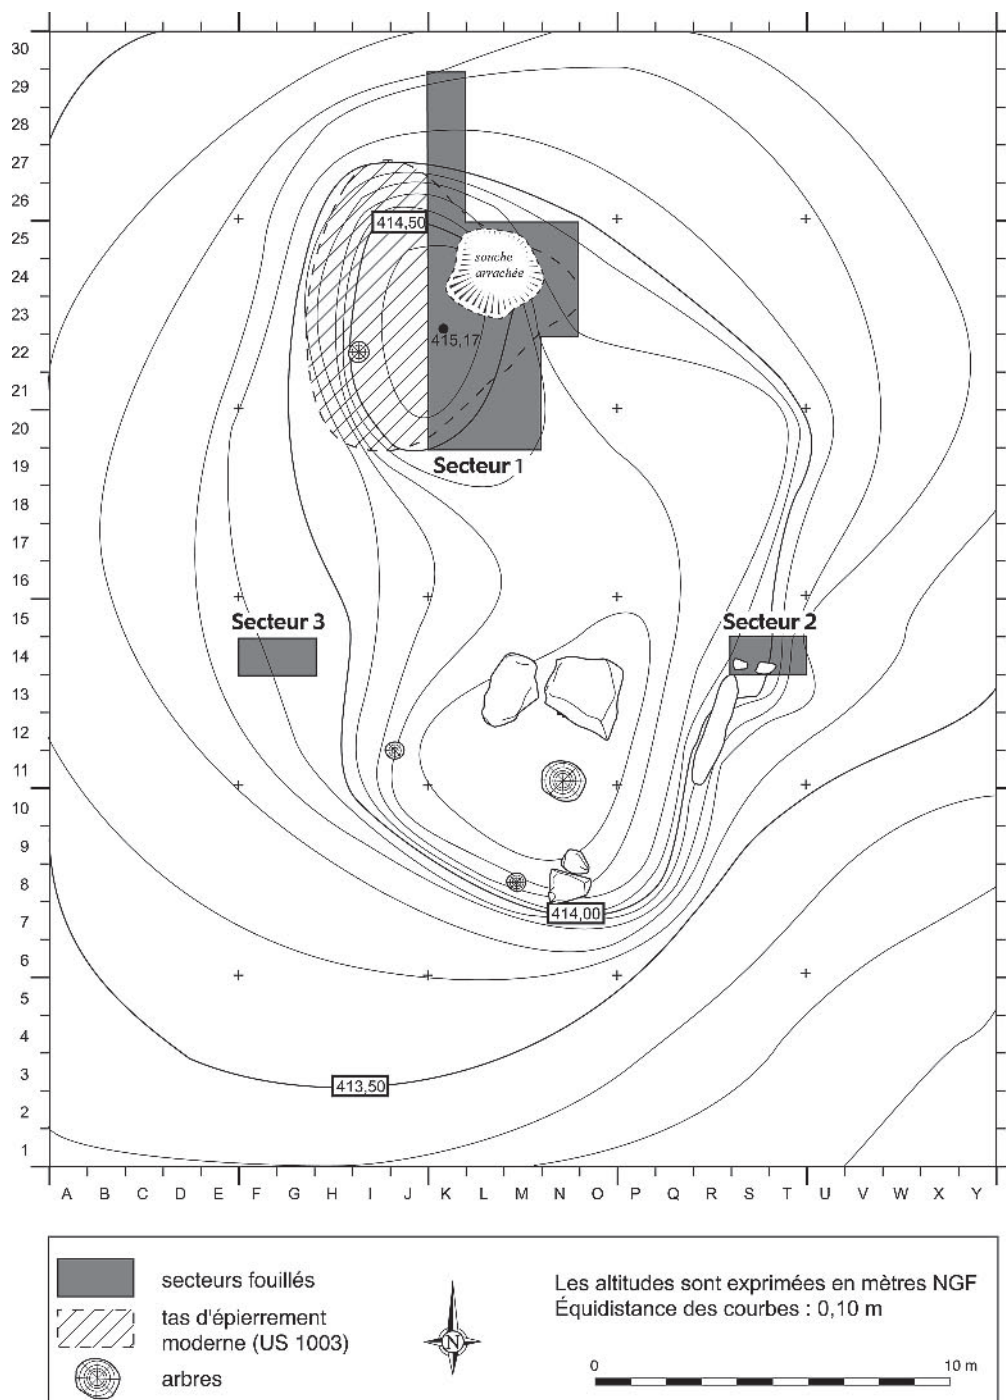 30
29
28
27
26
25
24
23
22
21
20
19
18
17
16
15
14
13
12
11
10
9
8
7
6
5
4
3
2
1
414,50
souche
arrachée
415,17
Secteur 1
Secteur 3
Secteur 2
414,00
413,50
A B C D E F G H I J K L M N O P Q R S T U V W X Y
secteurs fouillés
tas d'épierrement
moderne (US 1003)
arbres
N
Les altitudes sont exprimées en mètres NGF
Équidistance des courbes : 0,10 m
0 10 m